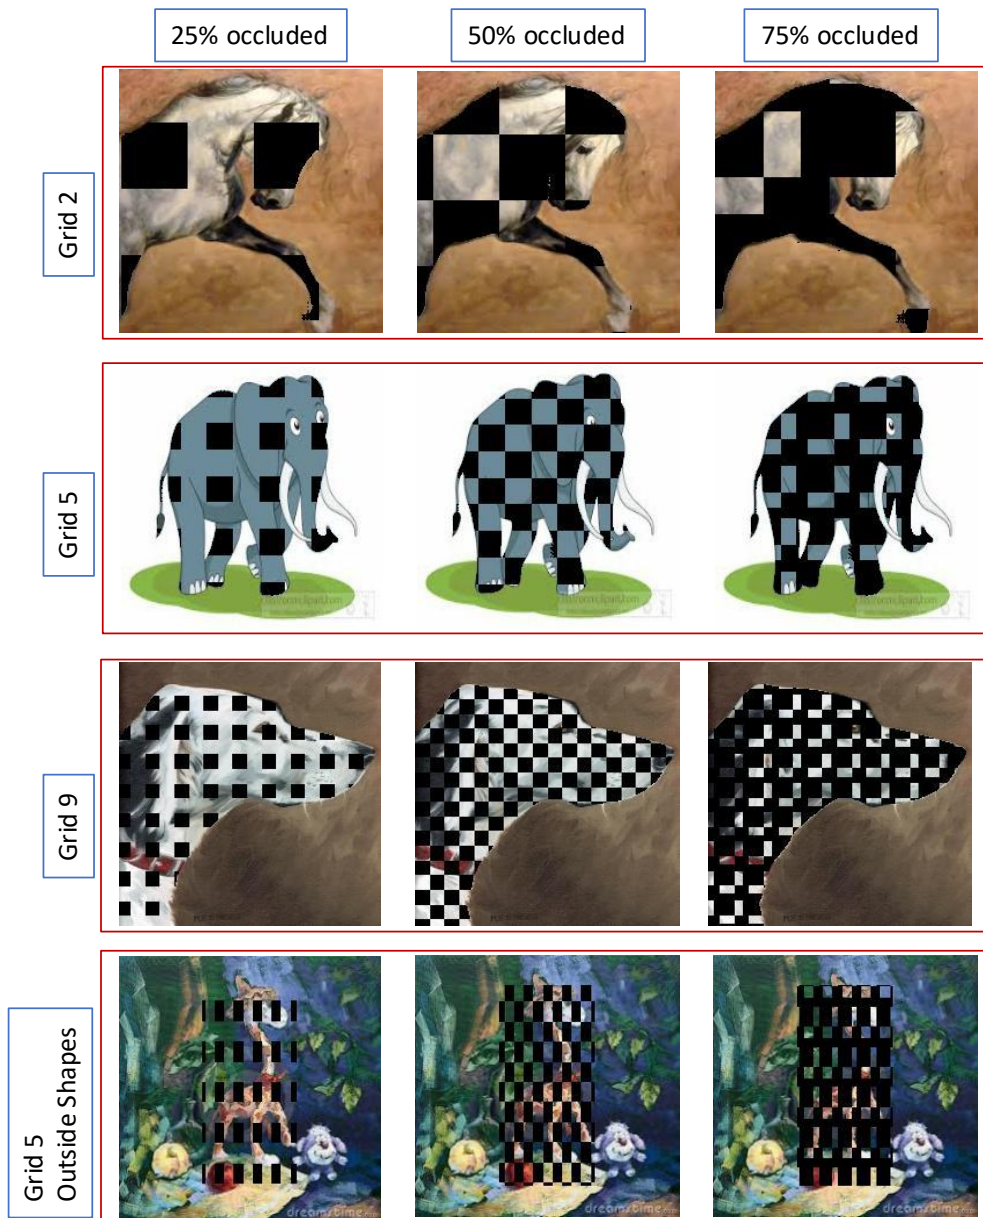 25% occluded
50% occluded
75% occluded
Grid 2
Grid 5
Grid 9
Grid 5
Outside Shapes
dreamstime
dreamstime
dreamstime